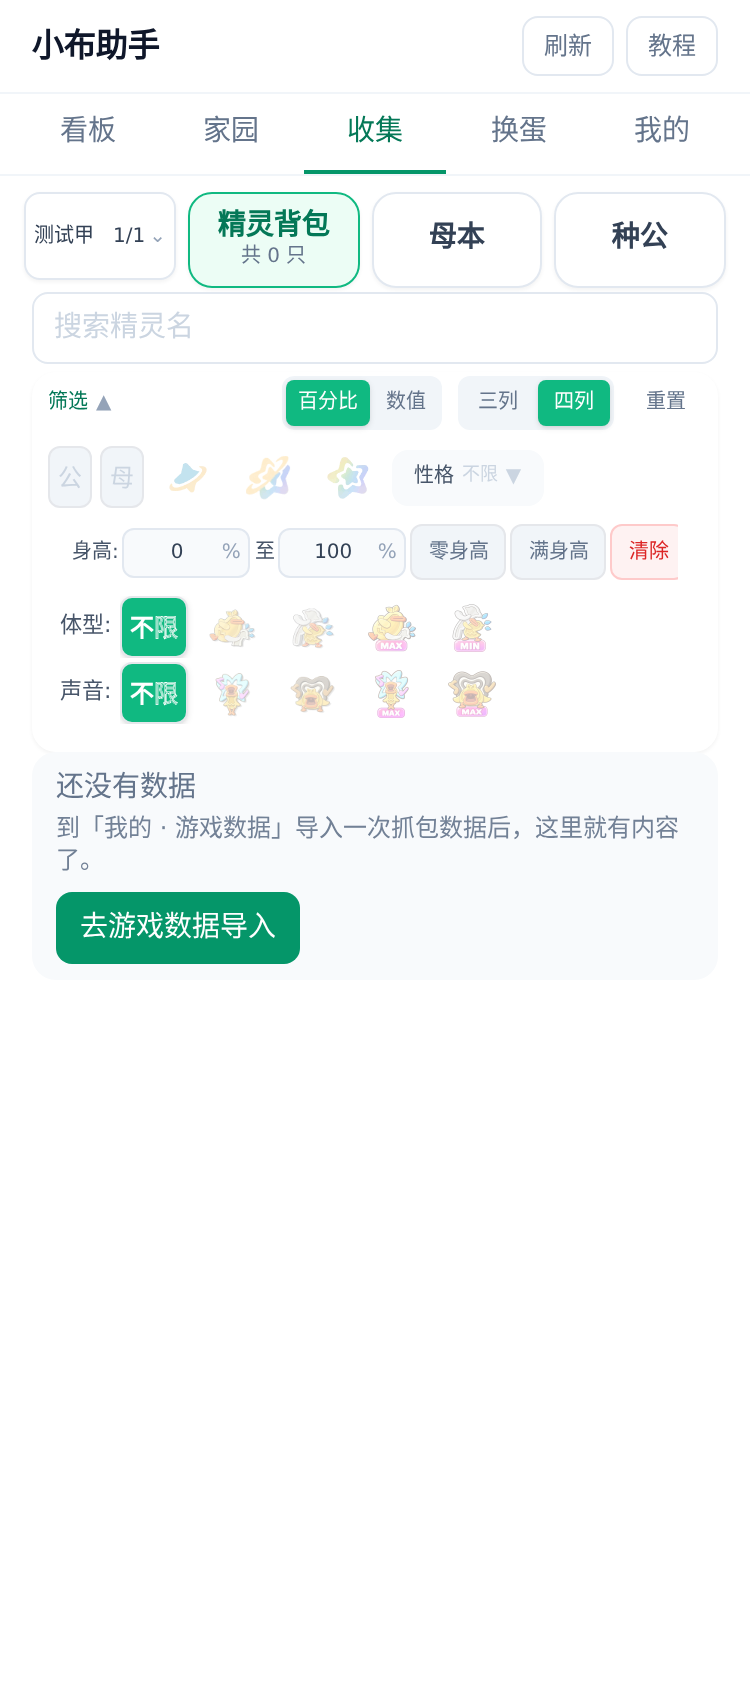 小布助手 刷新 教程
看板 家园 收集 换蛋 我的
测试甲 1/1 精灵背包 母本 种公
共 0 只
搜索精灵名
筛选 ▲ 百分比 数值 三列 四列 重置
公 母 性格 不限 ▼
身高: 0 % 至 100 % 零身高 满身高 清除
体型: 不限 MAX MIN
声音: 不限 MAX MAX
还没有数据
到「我的 · 游戏数据」导入一次抓包数据后，这里就有内容
了。
去游戏数据导入